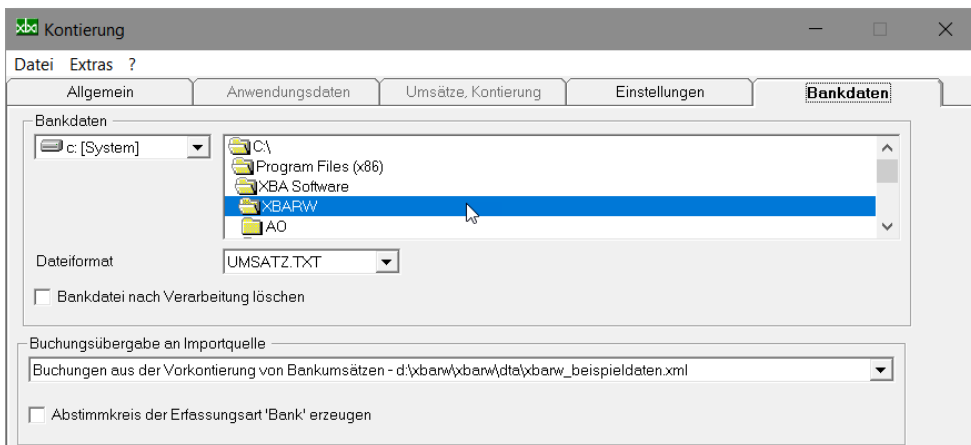 xba Kontierung
Datei Extras ?
Allgemein Anwendungsdaten Umsätze, Kontierung Einstellungen Bankdaten
Bankdaten
c: [System]
C:\
Program Files (x86)
XBA Software
XBARW
AO
Dateiformat UMSATZ.TXT
Bankdatei nach Verarbeitung löschen
Buchungsübergabe an Importquelle
Buchungen aus der Vorkontierung von Bankumsätzen - d:\xbarw\xbarw\dta\xbarw_beispieldaten.xml
Abstimmkreis der Erfassungsart 'Bank' erzeugen